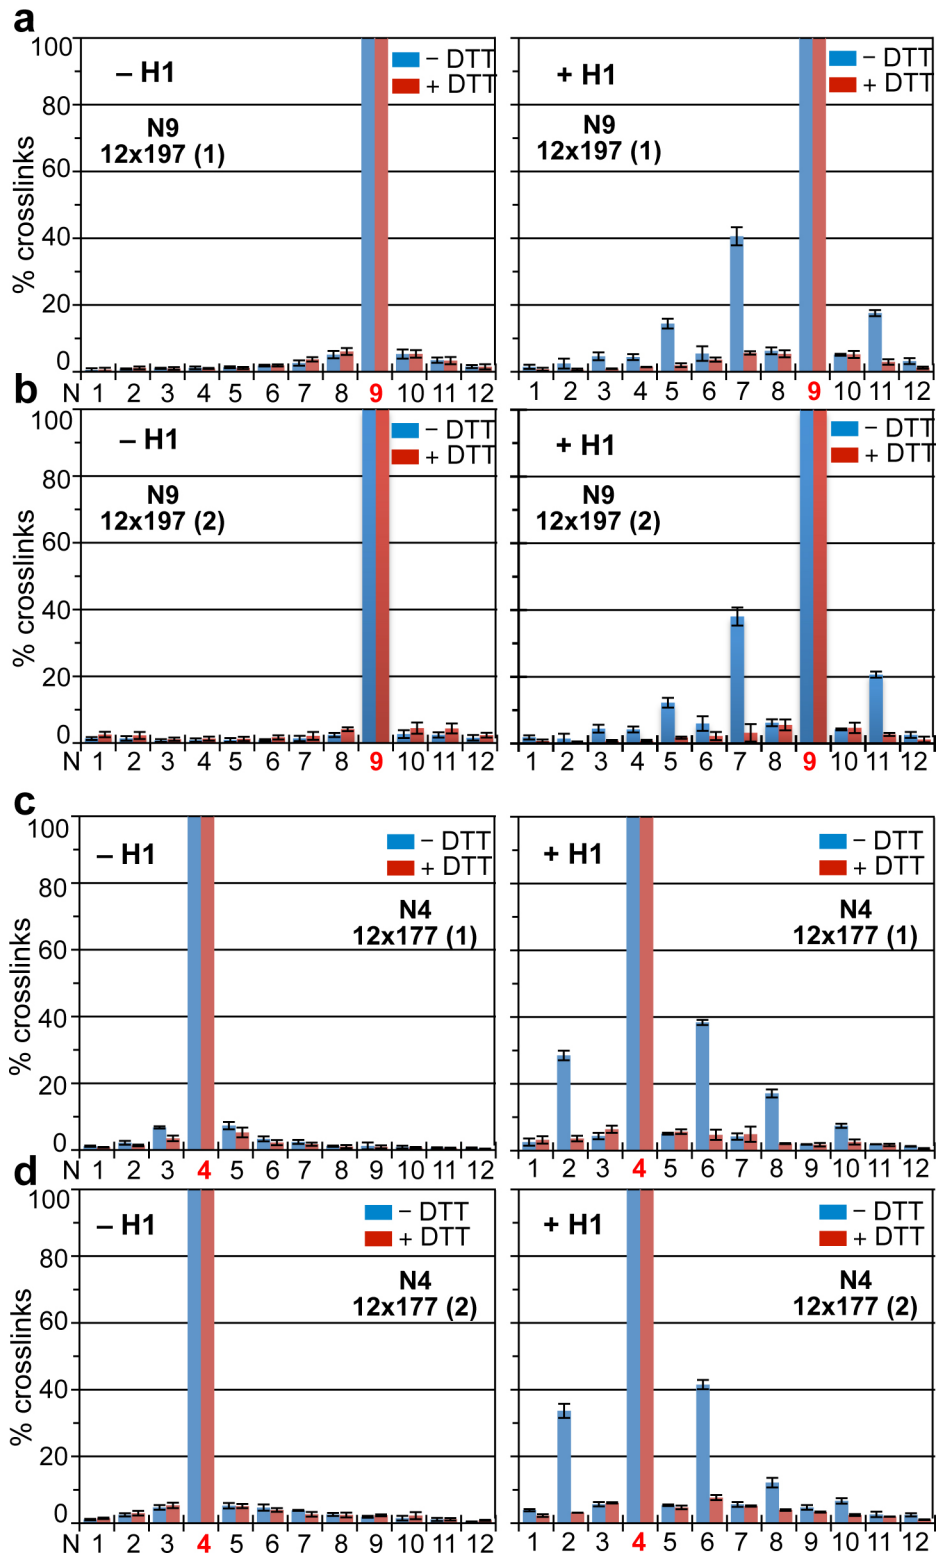 a
% crosslinks
100
80
60
40
20
0
– H1
N9
12x197 (1)
– DTT
+ DTT
N 1 2 3 4 5 6 7 8 9 10 11 12
+ H1
N9
12x197 (1)
– DTT
+ DTT
1 2 3 4 5 6 7 8 9 10 11 12
b
% crosslinks
100
80
60
40
20
0
– H1
N9
12x197 (2)
– DTT
+ DTT
N 1 2 3 4 5 6 7 8 9 10 11 12
+ H1
N9
12x197 (2)
– DTT
+ DTT
1 2 3 4 5 6 7 8 9 10 11 12
c
% crosslinks
100
80
60
40
20
0
– H1
– DTT
+ DTT
N4
12x177 (1)
N 1 2 3 4 5 6 7 8 9 10 11 12
+ H1
– DTT
+ DTT
N4
12x177 (1)
1 2 3 4 5 6 7 8 9 10 11 12
d
% crosslinks
100
80
60
40
20
0
– H1
– DTT
+ DTT
N4
12x177 (2)
N 1 2 3 4 5 6 7 8 9 10 11 12
+ H1
– DTT
+ DTT
N4
12x177 (2)
1 2 3 4 5 6 7 8 9 10 11 12